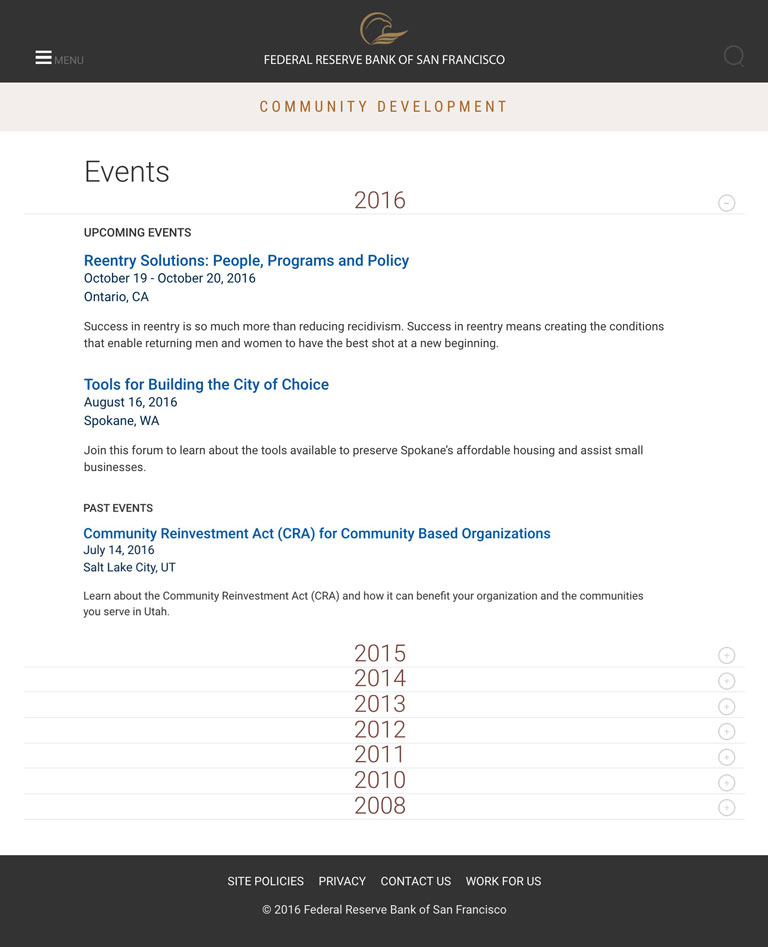 MENU
FEDERAL RESERVE BANK OF SAN FRANCISCO
COMMUNITY DEVELOPMENT
Events
2016
UPCOMING EVENTS
Reentry Solutions: People, Programs and Policy
October 19 - October 20, 2016
Ontario, CA
Success in reentry is so much more than reducing recidivism. Success in reentry means creating the conditions
that enable returning men and women to have the best shot at a new beginning.
Tools for Building the City of Choice
August 16, 2016
Spokane, WA
Join this forum to learn about the tools available to preserve Spokane’s affordable housing and assist small
businesses.
PAST EVENTS
Community Reinvestment Act (CRA) for Community Based Organizations
July 14, 2016
Salt Lake City, UT
Learn about the Community Reinvestment Act (CRA) and how it can benefit your organization and the communities
you serve in Utah.
2015
2014
2013
2012
2011
2010
2008
SITE POLICIES PRIVACY CONTACT US WORK FOR US
© 2016 Federal Reserve Bank of San Francisco